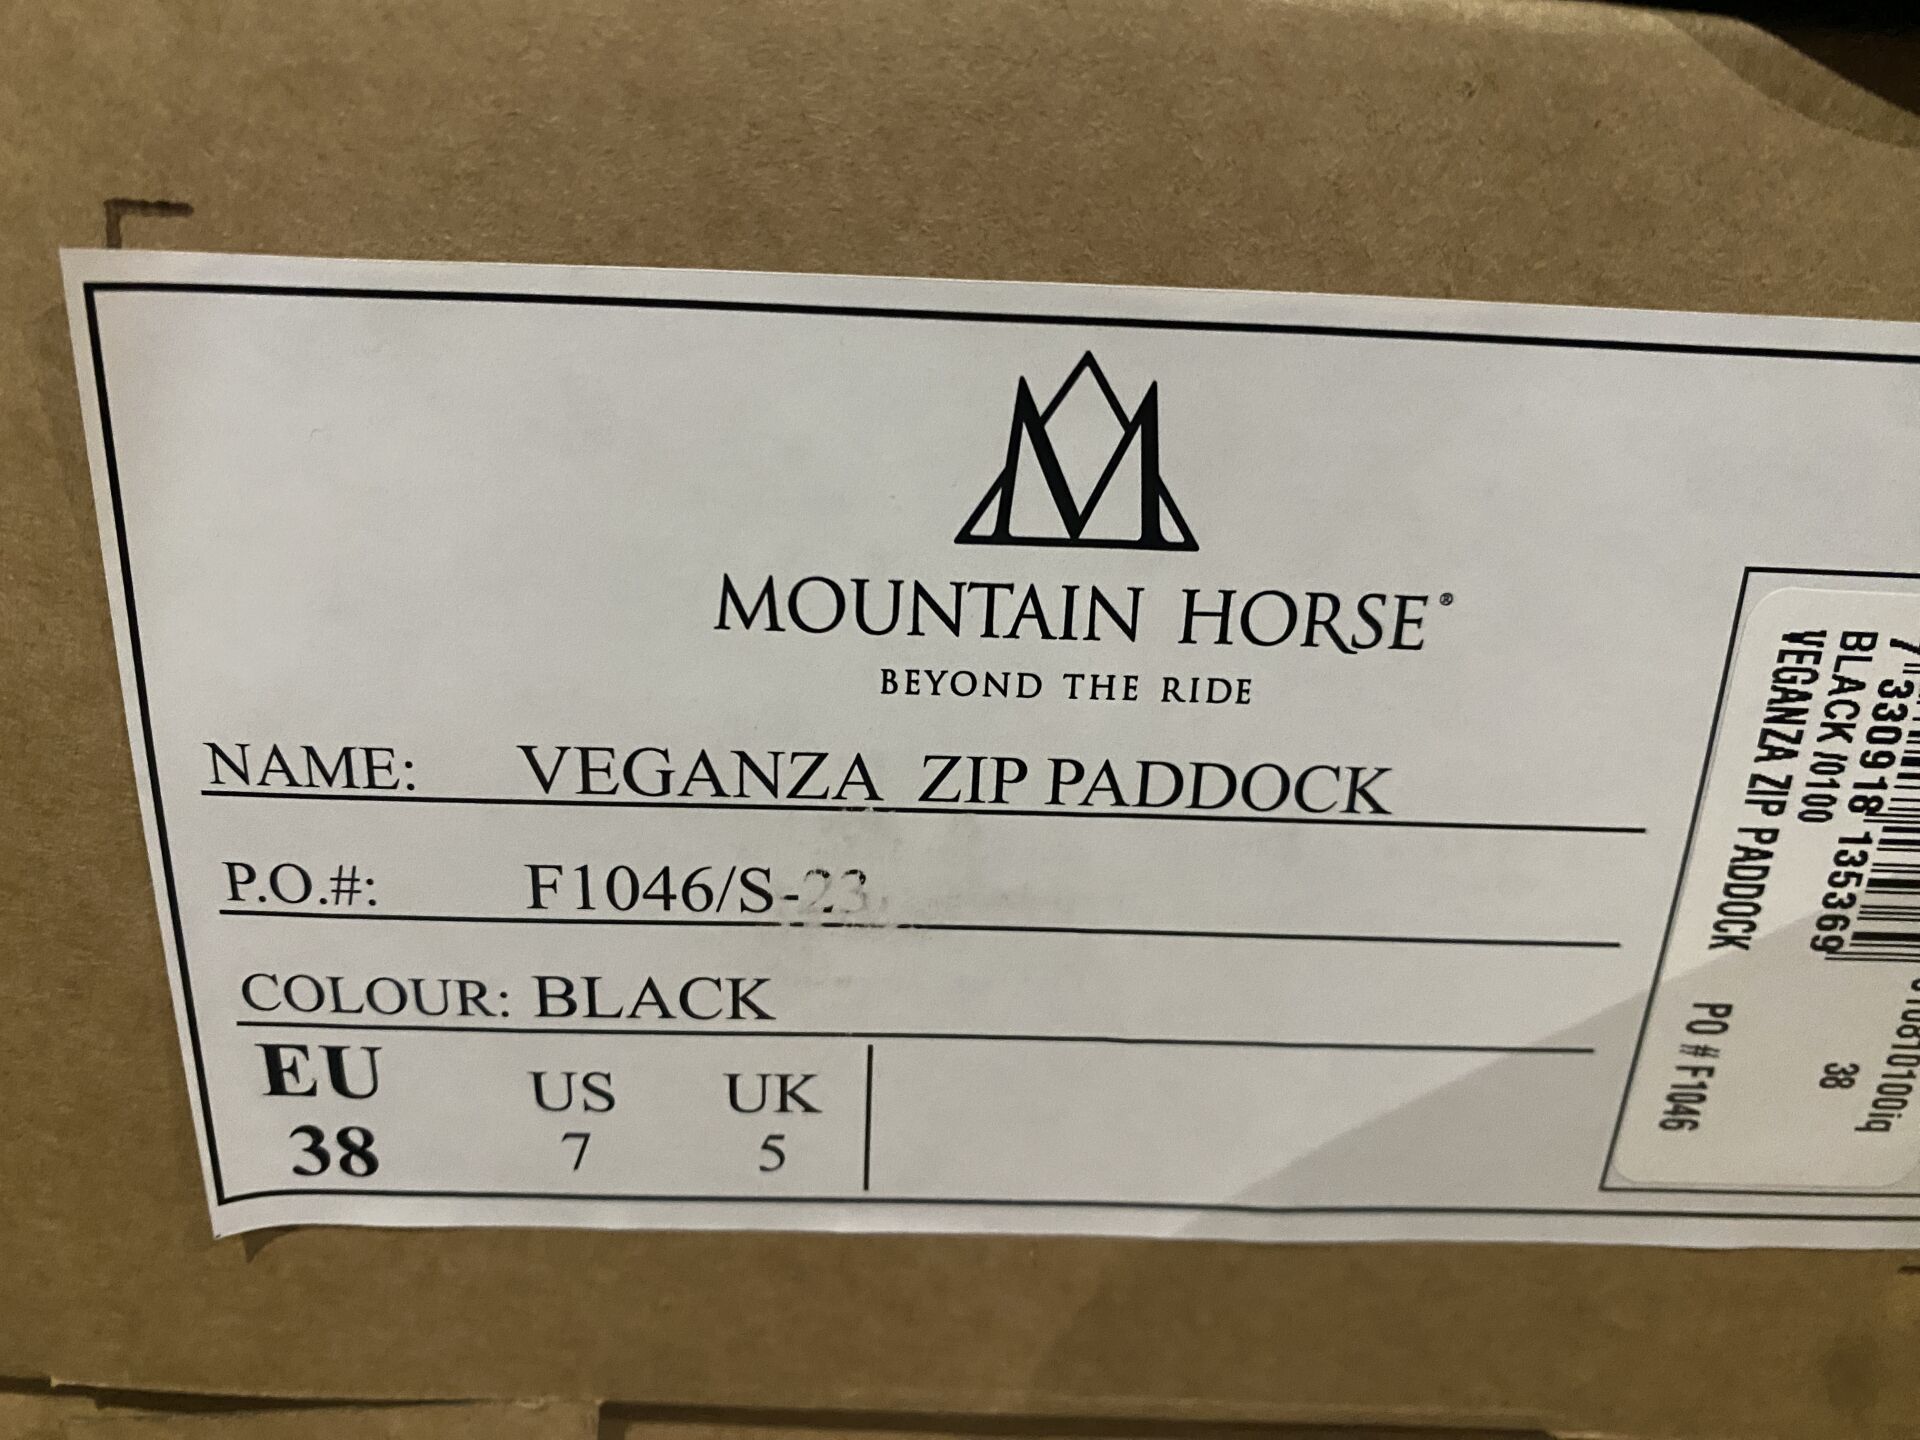 MOUNTAIN HORSE®
BEYOND THE RIDE
NAME: VEGANZA ZIP PADDOCK
P.O.#: F1046/S-23
COLOUR: BLACK
EU US UK
38 7 5
7 330918 135369
BLACK /0100 38
VEGANZA ZIP PADDOCK
PO # F1046